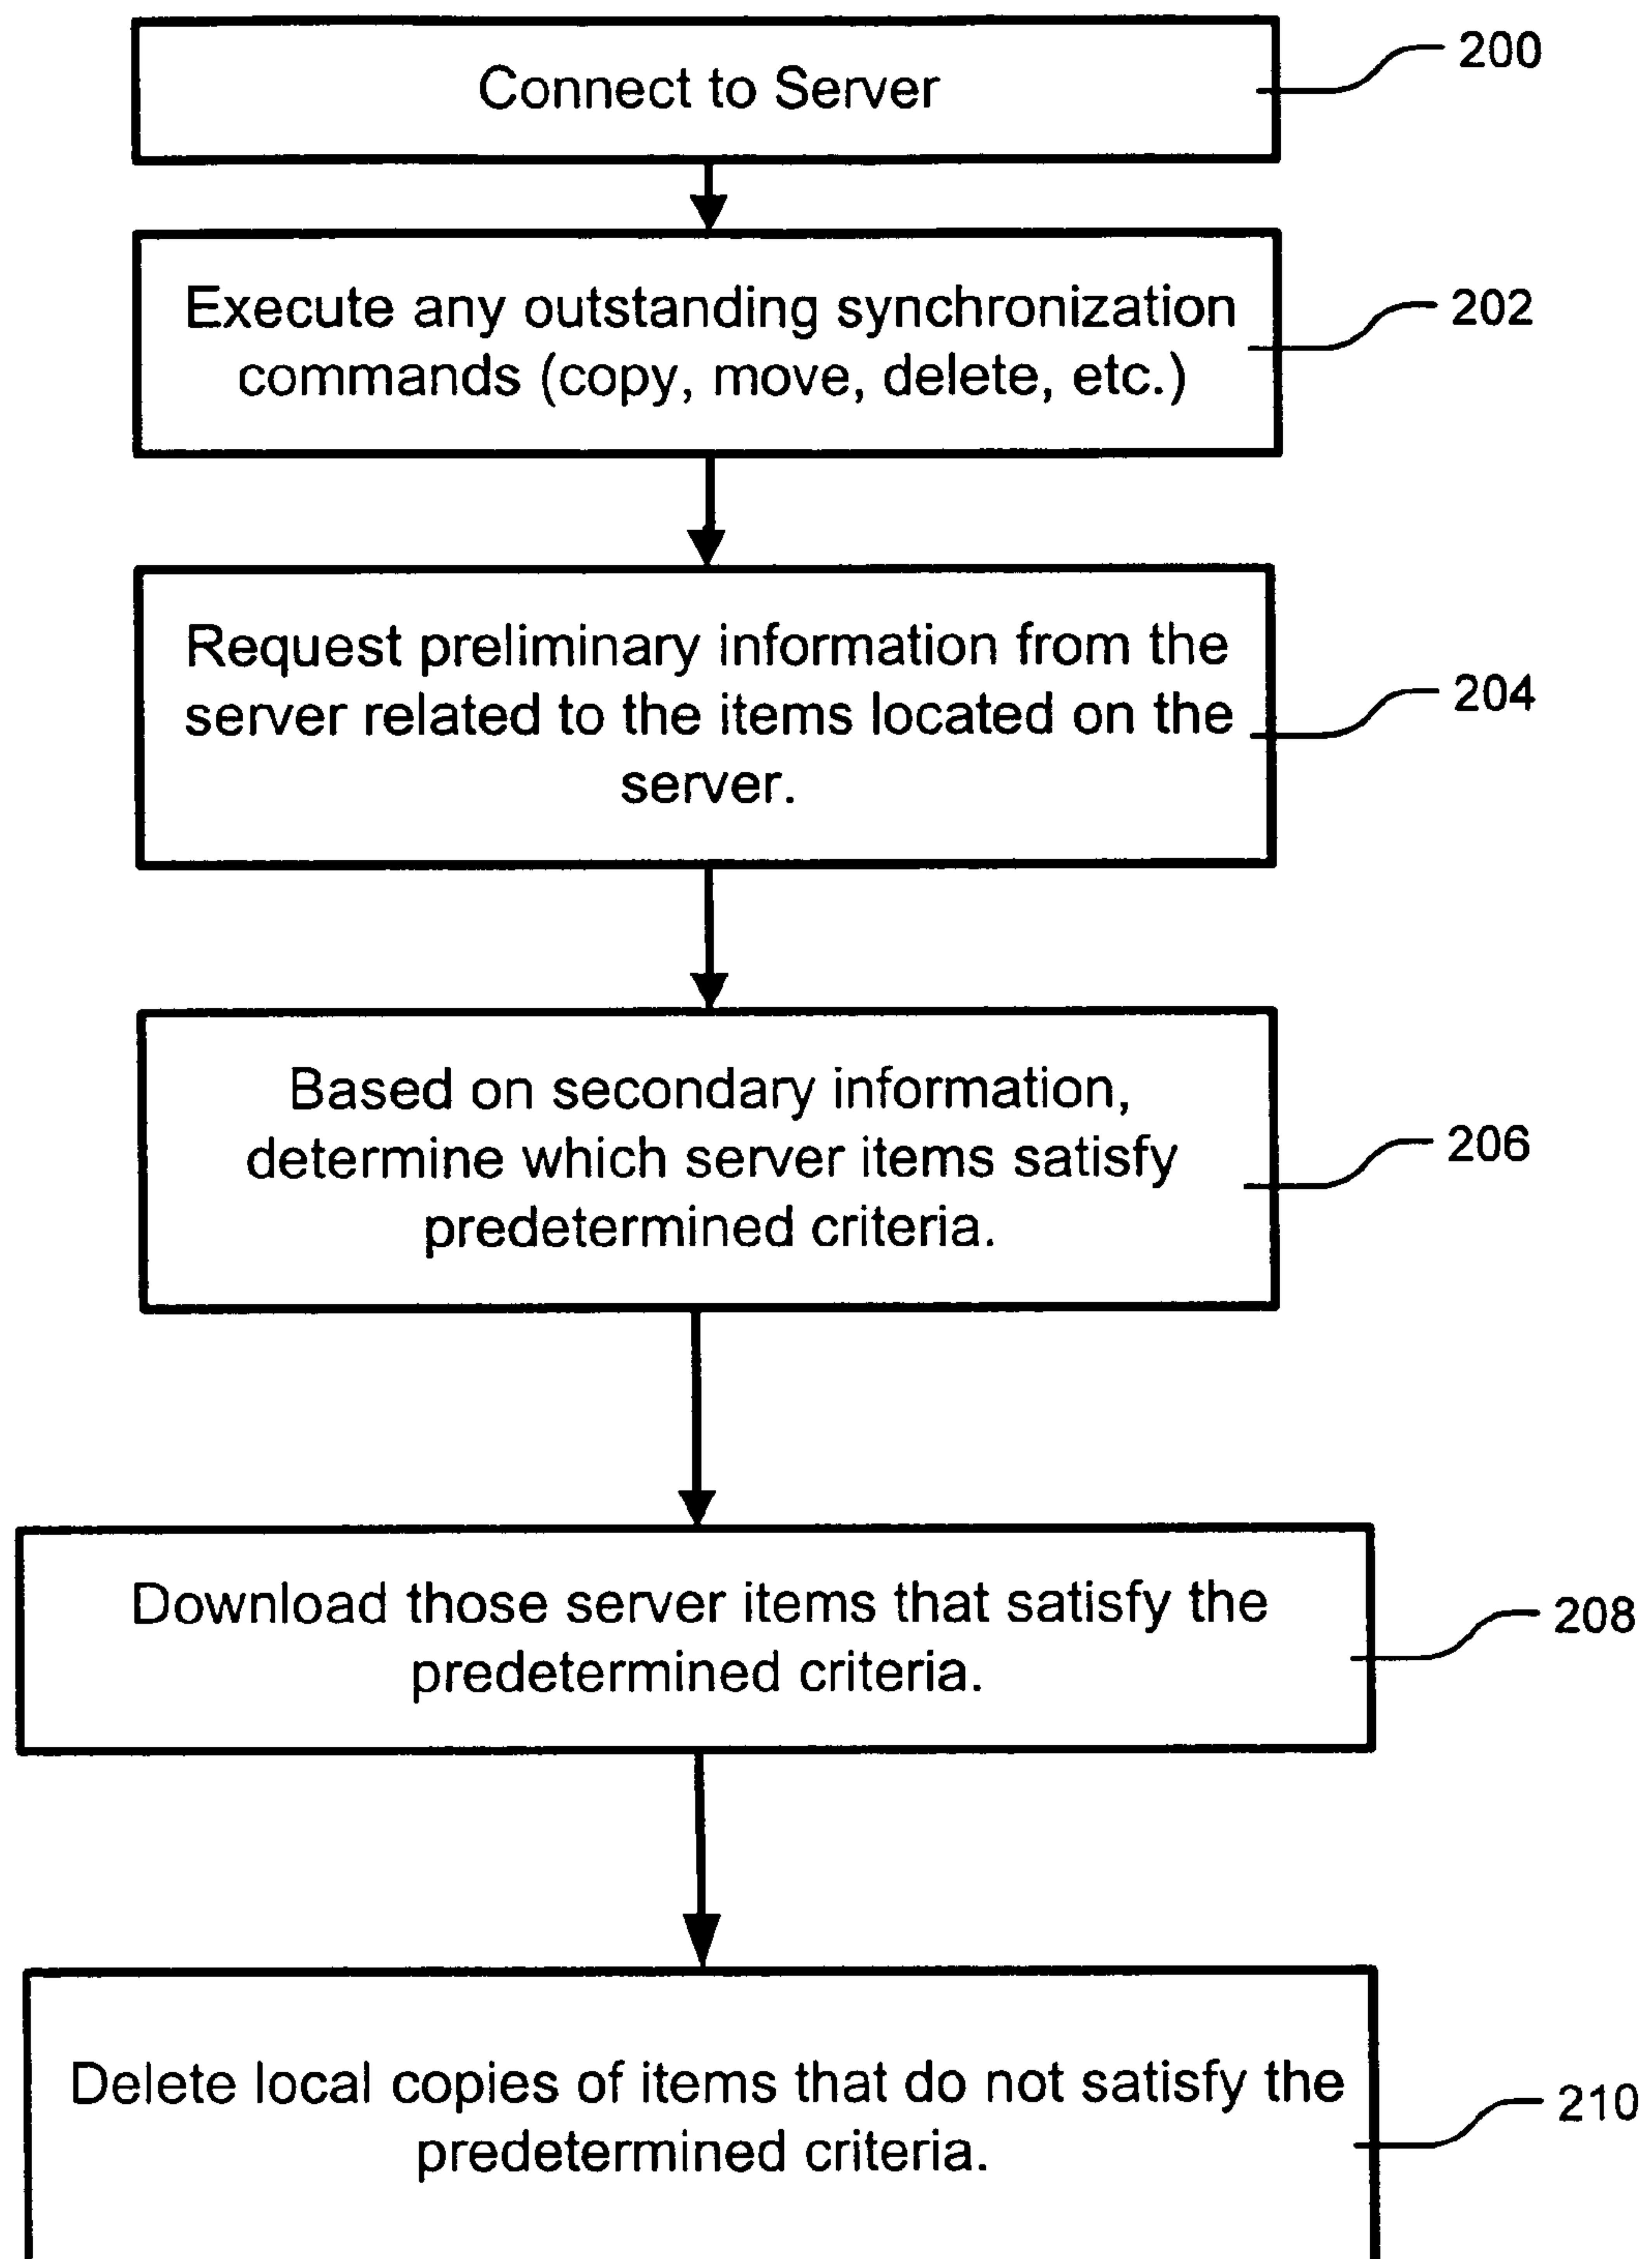 Connect to Server
200
Execute any outstanding synchronization
commands (copy, move, delete, etc.)
202
Request preliminary information from the
server related to the items located on the
server.
204
Based on secondary information,
determine which server items satisfy
predetermined criteria.
206
Download those server items that satisfy the
predetermined criteria.
208
Delete local copies of items that do not satisfy the
predetermined criteria.
210